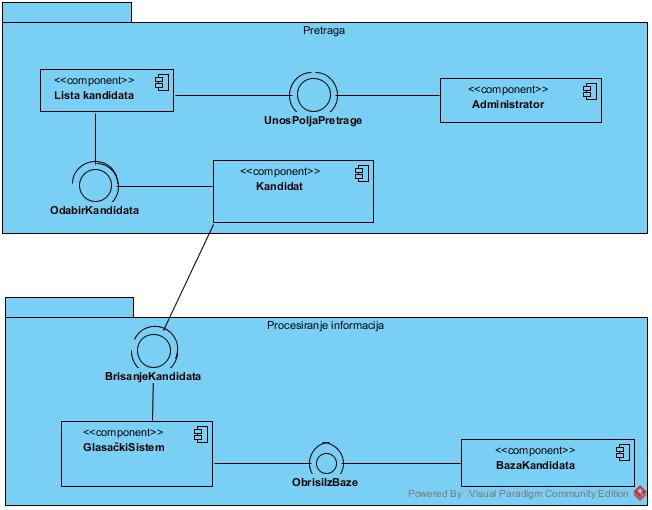 Pretraga
<<component>>
Lista kandidata
UnosPoljaPretrage
<<component>>
Administrator
<<component>>
Kandidat
OdabirKandidata
Procesiranje informacija
BrisanjeKandidata
<<component>>
GlasačkiSistem
ObrisiIzBaze
<<component>>
BazaKandidata
Powered By Visual Paradigm Community Edition